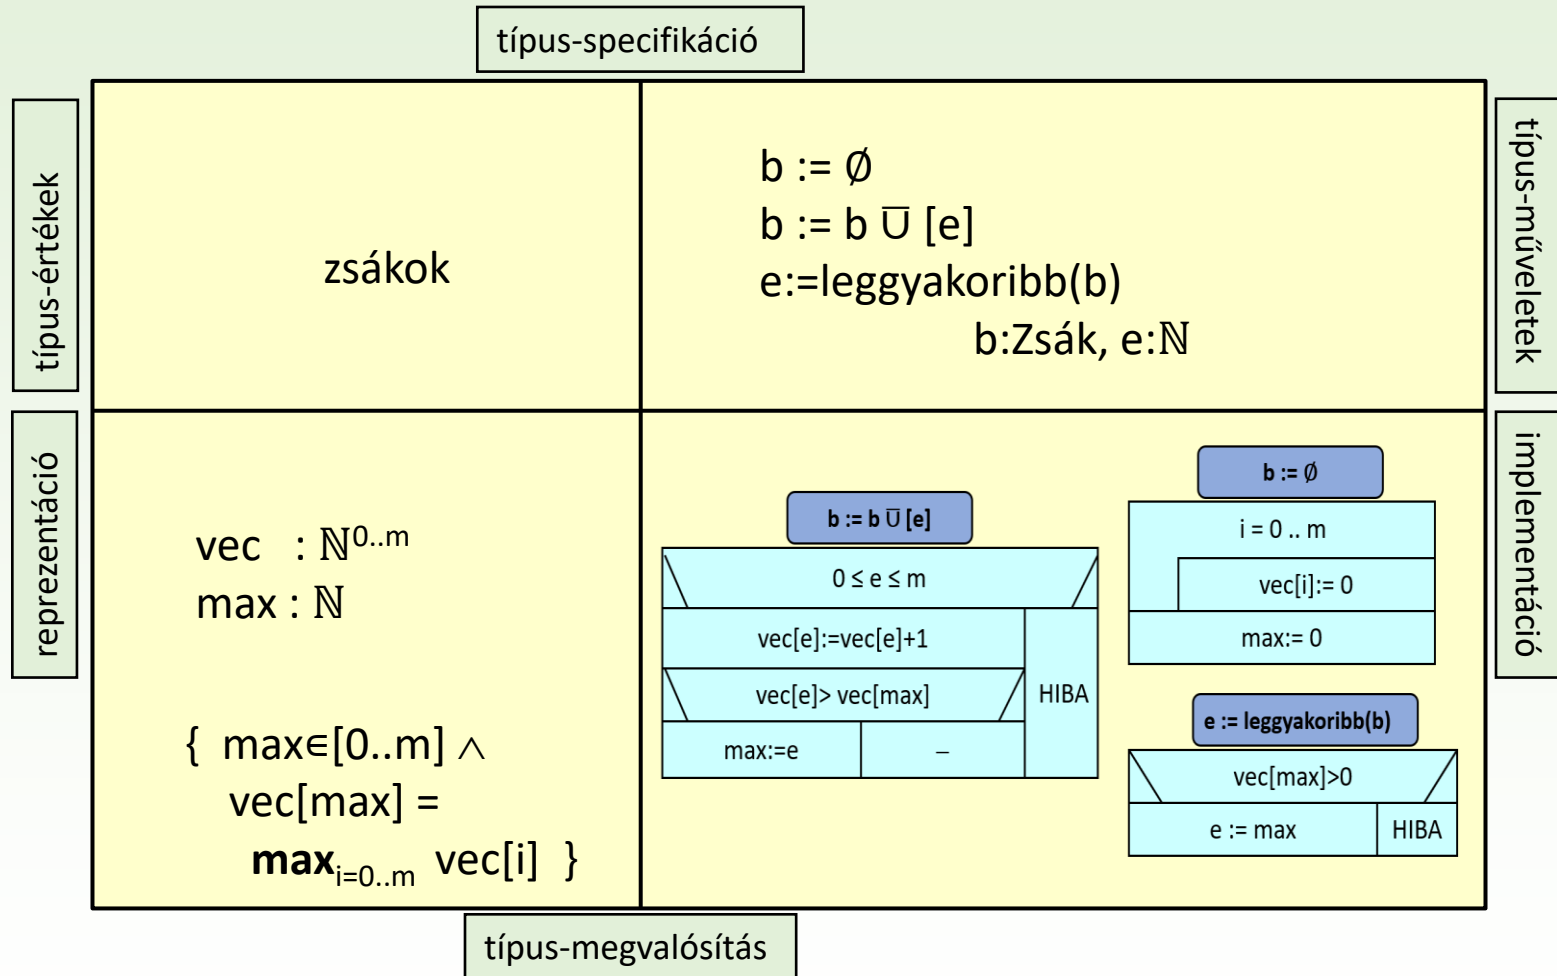 típus-specifikáció
típus-értékek
zsákok
b := ∅
b := b U̅ [e]
e:=leggyakoribb(b)
b:Zsák, e:ℕ
típus-műveletek
reprezentáció
vec : ℕ^0..m
max : ℕ
{ max∈[0..m] ∧
vec[max] =
max_i=0..m vec[i] }
b := b U̅ [e]
0 ≤ e ≤ m
vec[e]:=vec[e]+1
HIBA
vec[e]> vec[max]
max:=e
–
b := ∅
i = 0 .. m
vec[i]:= 0
max:= 0
e := leggyakoribb(b)
vec[max]>0
e := max
HIBA
implementáció
típus-megvalósítás